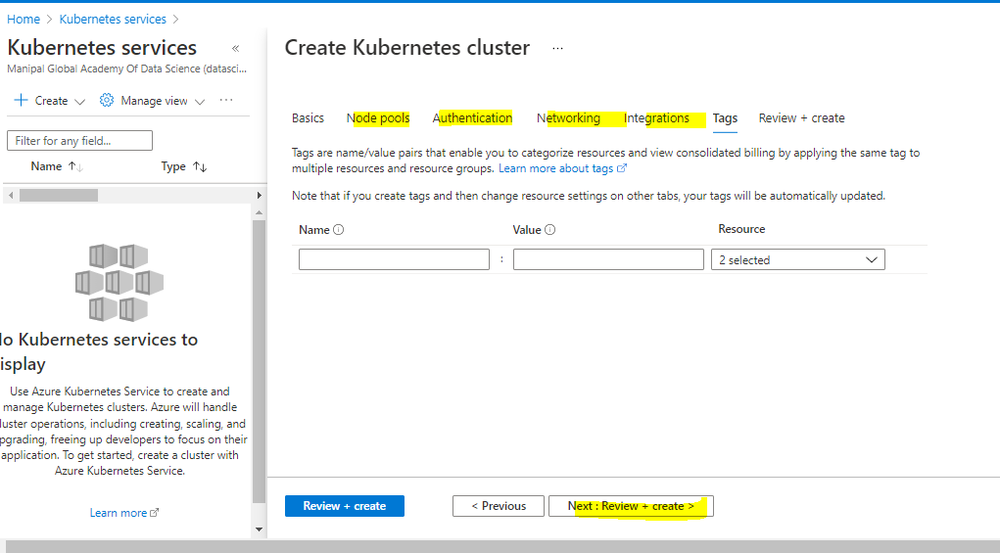 Home > Kubernetes services >
Kubernetes services «
Manipal Global Academy Of Data Science (datasci...
+ Create Manage view ...
Filter for any field...
Name ↑↓ Type ↑↓
lo Kubernetes services to
isplay
Use Azure Kubernetes Service to create and
manage Kubernetes clusters. Azure will handle
luster operations, including creating, scaling, and
pgrading, freeing up developers to focus on their
application. To get started, create a cluster with
Azure Kubernetes Service.
Learn more
Create Kubernetes cluster ...
Basics Node pools Authentication Networking Integrations Tags Review + create
Tags are name/value pairs that enable you to categorize resources and view consolidated billing by applying the same tag to
multiple resources and resource groups. Learn more about tags
Note that if you create tags and then change resource settings on other tabs, your tags will be automatically updated.
Name Value Resource
: 2 selected
Review + create < Previous Next : Review + create >